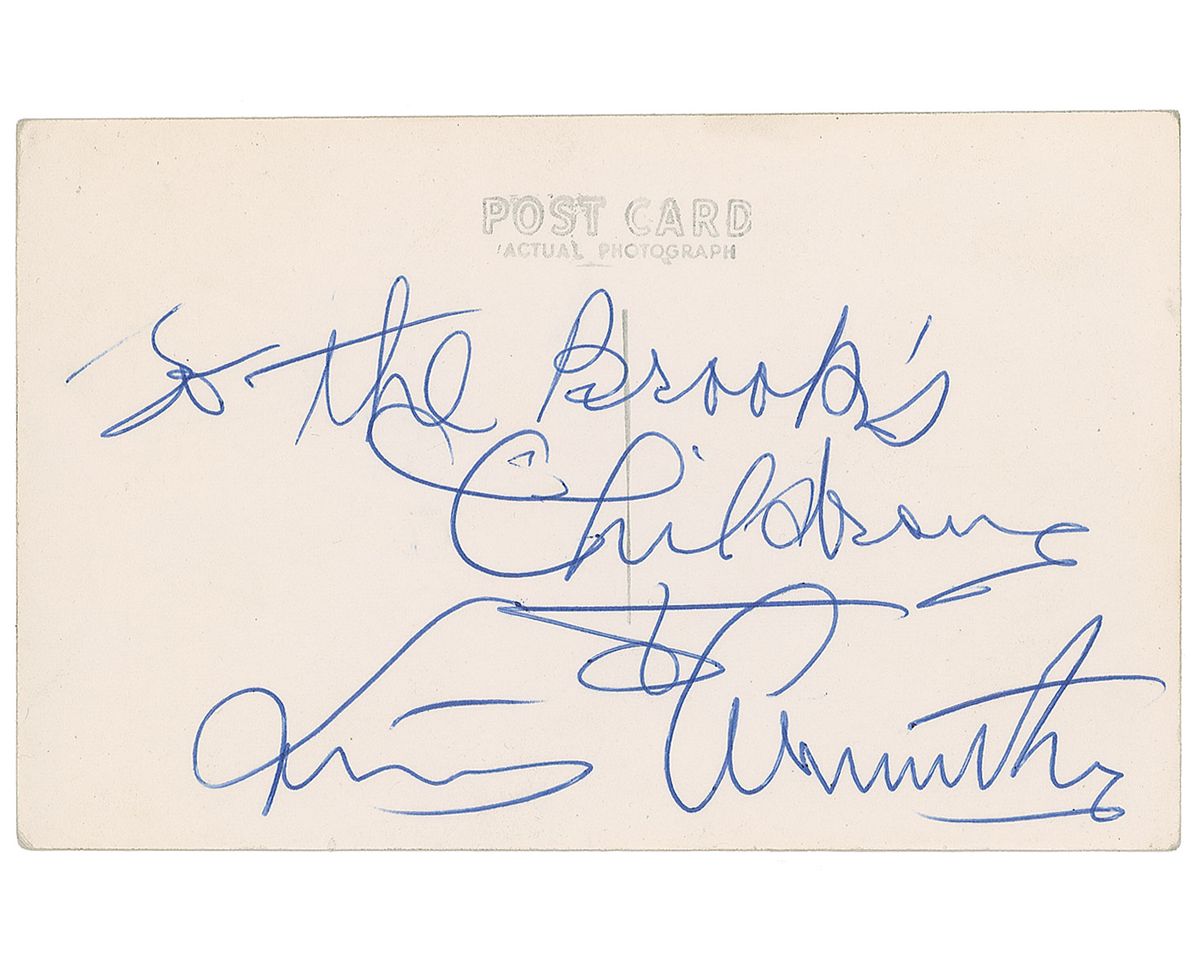 POST CARD
ACTUAL PHOTOGRAPH
To the Brook's
Children